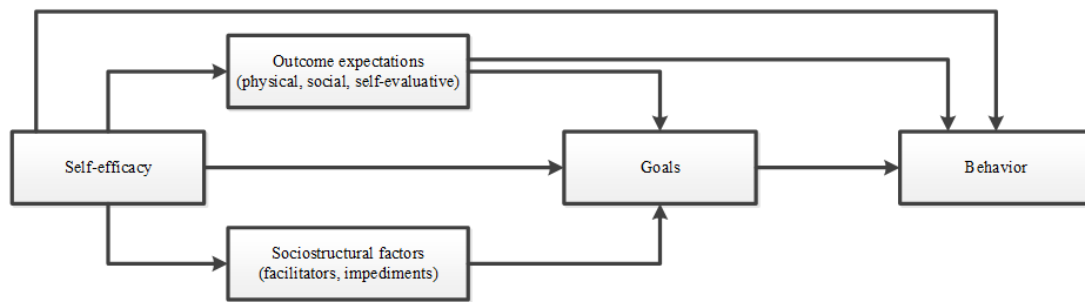 Outcome expectations
(physical, social, self-evaluative)
Self-efficacy
Goals
Behavior
Sociostructural factors
(facilitators, impediments)